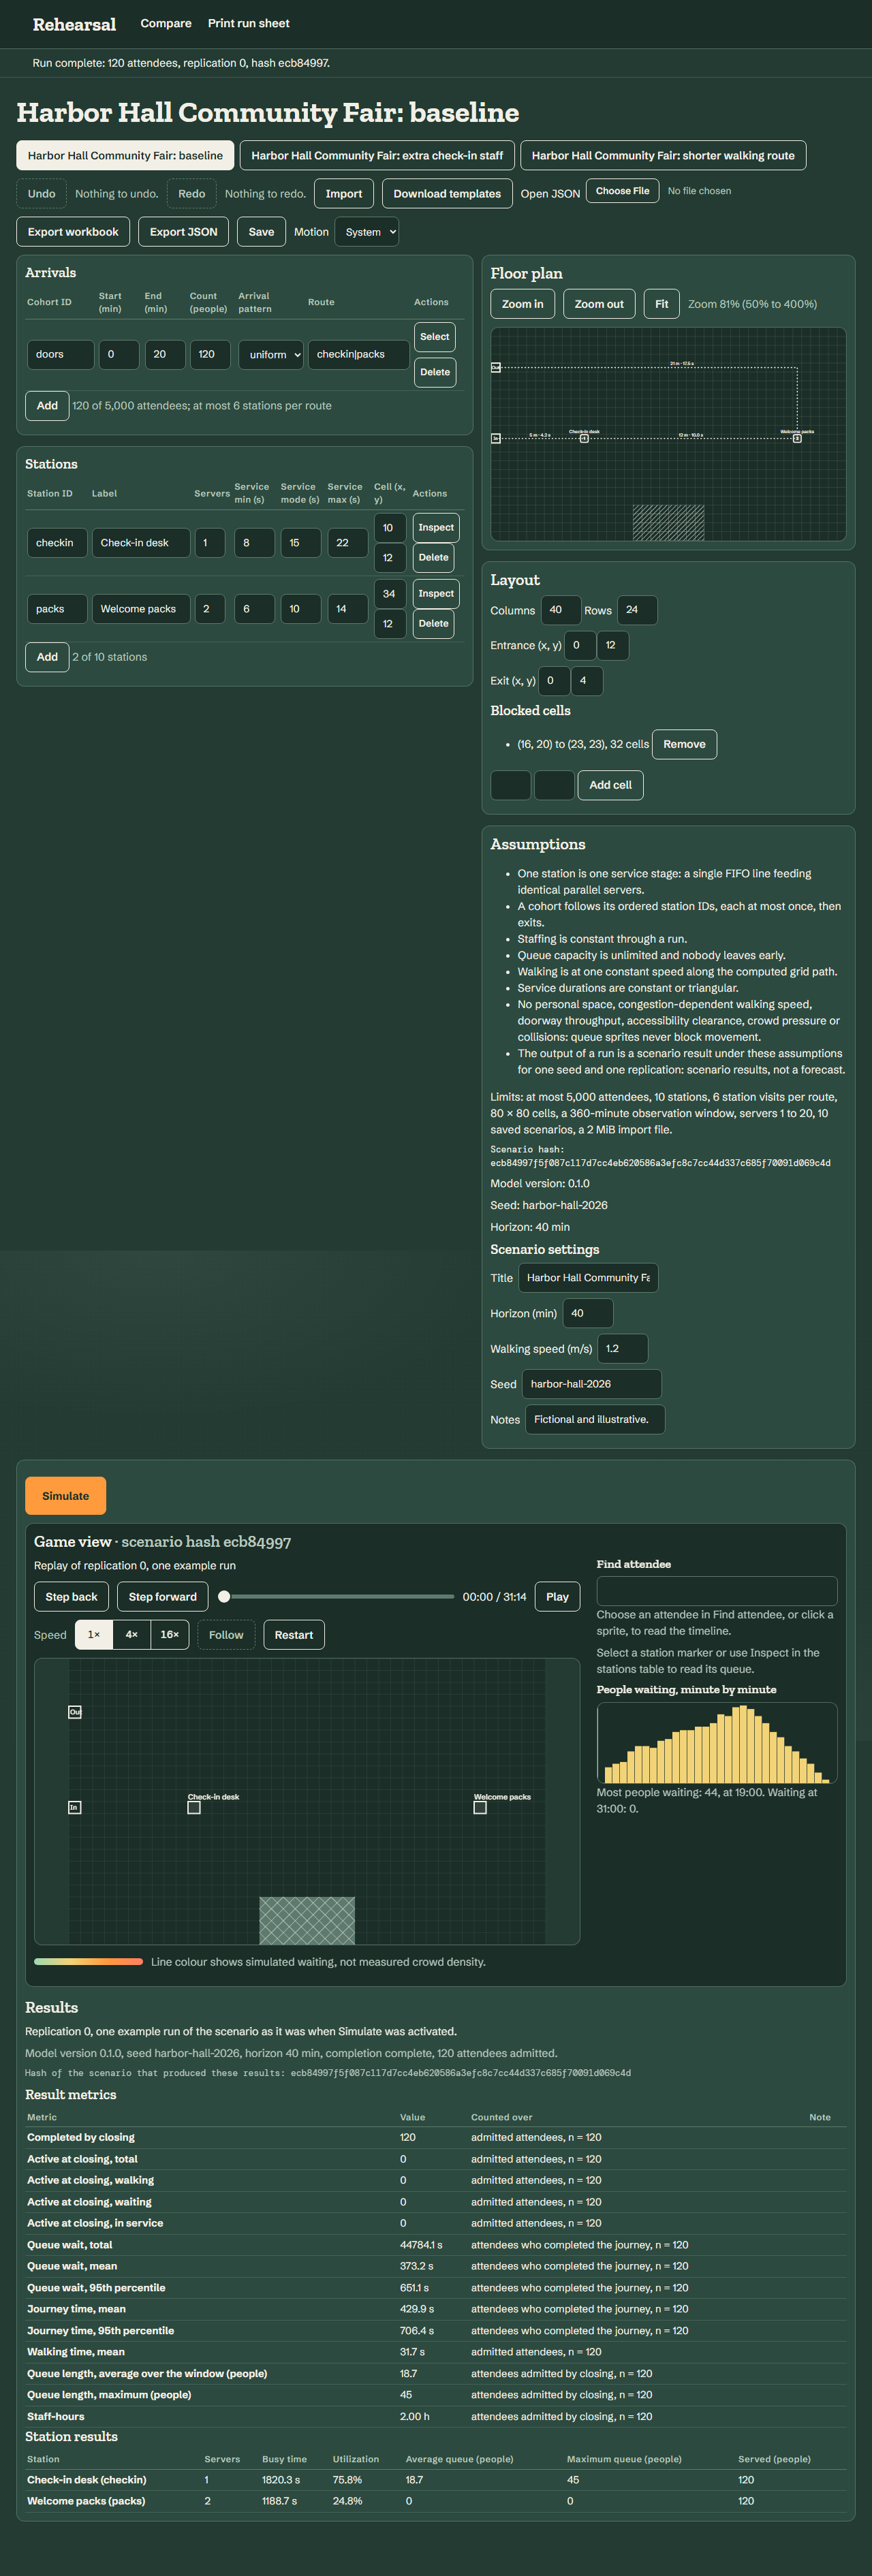 Rehearsal Compare Print run sheet
Run complete: 120 attendees, replication 0, hash ecb84997.
Harbor Hall Community Fair: baseline
Harbor Hall Community Fair: baseline Harbor Hall Community Fair: extra check-in staff Harbor Hall Community Fair: shorter walking route
Undo Nothing to undo. Redo Nothing to redo. Import Download templates Open JSON Choose File No file chosen
Export workbook Export JSON Save Motion System
Arrivals
Cohort ID Start (min) End (min) Count (people) Arrival pattern Route Actions
doors 0 20 120 uniform checkin|packs Select Delete
Add 120 of 5,000 attendees; at most 6 stations per route
Stations
Station ID Label Servers Service min (s) Service mode (s) Service max (s) Cell (x, y) Actions
checkin Check-in desk 1 8 15 22 10 12 Inspect Delete
packs Welcome packs 2 6 10 14 34 12 Inspect Delete
Add 2 of 10 stations
Floor plan
Zoom in Zoom out Fit Zoom 81% (50% to 400%)
Out 21 m · 17.5 s
Check-in desk Welcome packs
In 5 m · 4.2 s 12 m · 10.0 s
Layout
Columns 40 Rows 24
Entrance (x, y) 0 12
Exit (x, y) 0 4
Blocked cells
(16, 20) to (23, 23), 32 cells Remove
Add cell
Assumptions
One station is one service stage: a single FIFO line feeding
identical parallel servers.
A cohort follows its ordered station IDs, each at most once, then
exits.
Staffing is constant through a run.
Queue capacity is unlimited and nobody leaves early.
Walking is at one constant speed along the computed grid path.
Service durations are constant or triangular.
No personal space, congestion-dependent walking speed,
doorway throughput, accessibility clearance, crowd pressure or
collisions: queue sprites never block movement.
The output of a run is a scenario result under these assumptions
for one seed and one replication: scenario results, not a forecast.
Limits: at most 5,000 attendees, 10 stations, 6 station visits per route,
80 × 80 cells, a 360-minute observation window, servers 1 to 20, 10
saved scenarios, a 2 MiB import file.
Scenario hash:
ecb84997f5f087c117d7cc4eb620586a3efc8c7cc44d337c685f70091d069c4d
Model version: 0.1.0
Seed: harbor-hall-2026
Horizon: 40 min
Scenario settings
Title Harbor Hall Community Fa
Horizon (min) 40
Walking speed (m/s) 1.2
Seed harbor-hall-2026
Notes Fictional and illustrative.
Simulate
Game view · scenario hash ecb84997
Replay of replication 0, one example run
Step back Step forward 00:00 / 31:14 Play
Speed 1× 4× 16× Follow Restart
Out
In Check-in desk Welcome packs
Line colour shows simulated waiting, not measured crowd density.
Find attendee
Choose an attendee in Find attendee, or click a
sprite, to read the timeline.
Select a station marker or use Inspect in the
stations table to read its queue.
People waiting, minute by minute
Most people waiting: 44, at 19:00. Waiting at
31:00: 0.
Results
Replication 0, one example run of the scenario as it was when Simulate was activated.
Model version 0.1.0, seed harbor-hall-2026, horizon 40 min, completion complete, 120 attendees admitted.
Hash of the scenario that produced these results: ecb84997f5f087c117d7cc4eb620586a3efc8c7cc44d337c685f70091d069c4d
Result metrics
Metric Value Counted over Note
Completed by closing 120 admitted attendees, n = 120
Active at closing, total 0 admitted attendees, n = 120
Active at closing, walking 0 admitted attendees, n = 120
Active at closing, waiting 0 admitted attendees, n = 120
Active at closing, in service 0 admitted attendees, n = 120
Queue wait, total 44784.1 s attendees who completed the journey, n = 120
Queue wait, mean 373.2 s attendees who completed the journey, n = 120
Queue wait, 95th percentile 651.1 s attendees who completed the journey, n = 120
Journey time, mean 429.9 s attendees who completed the journey, n = 120
Journey time, 95th percentile 706.4 s attendees who completed the journey, n = 120
Walking time, mean 31.7 s admitted attendees, n = 120
Queue length, average over the window (people) 18.7 attendees admitted by closing, n = 120
Queue length, maximum (people) 45 attendees admitted by closing, n = 120
Staff-hours 2.00 h attendees admitted by closing, n = 120
Station results
Station Servers Busy time Utilization Average queue (people) Maximum queue (people) Served (people)
Check-in desk (checkin) 1 1820.3 s 75.8% 18.7 45 120
Welcome packs (packs) 2 1188.7 s 24.8% 0 0 120